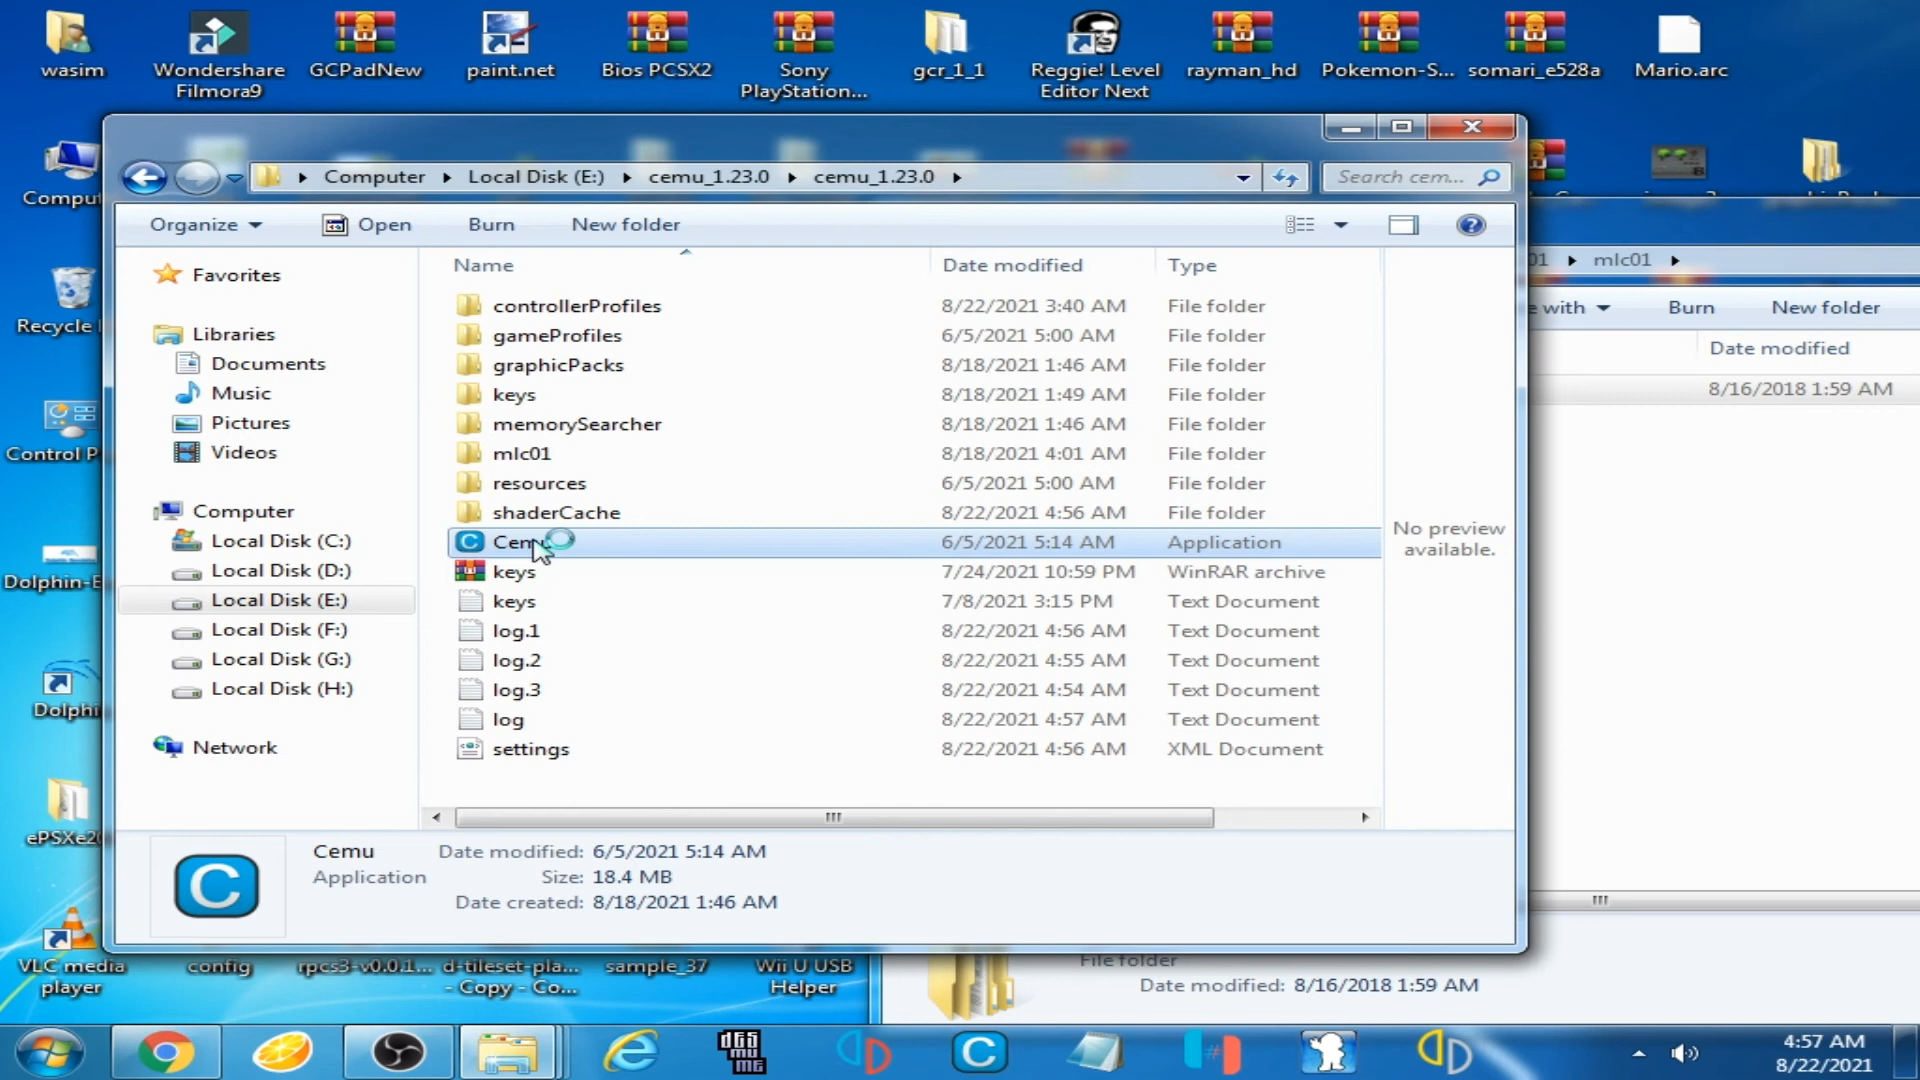 wasim
Wondershare
Filmora9
GCPadNew
paint.net
Bios PCSX2
Sony
PlayStation...
gcr_1_1
Reggie! Level
Editor Next
rayman_hd
Pokemon-S...
somari_e528a
Mario.arc
Comput
Recycle
Control P
Dolphin-E
Dolphi
ePSXe20
VLC media
player
config
rpcs3-v0.0.1...
d-tileset-pla...
- Copy - Co...
sample_37
Wii U USB
Helper
Computer
Local Disk (E:)
cemu_1.23.0
cemu_1.23.0
Search cem...
Organize
Open
Burn
New folder
Favorites
Libraries
Documents
Music
Pictures
Videos
Computer
Local Disk (C:)
Local Disk (D:)
Local Disk (E:)
Local Disk (F:)
Local Disk (G:)
Local Disk (H:)
Network
Name Date modified Type
controllerProfiles 8/22/2021 3:40 AM File folder
gameProfiles 6/5/2021 5:00 AM File folder
graphicPacks 8/18/2021 1:46 AM File folder
keys 8/18/2021 1:49 AM File folder
memorySearcher 8/18/2021 1:46 AM File folder
mlc01 8/18/2021 4:01 AM File folder
resources 6/5/2021 5:00 AM File folder
shaderCache 8/22/2021 4:56 AM File folder
Cemu 6/5/2021 5:14 AM Application
keys 7/24/2021 10:59 PM WinRAR archive
keys 7/8/2021 3:15 PM Text Document
log.1 8/22/2021 4:56 AM Text Document
log.2 8/22/2021 4:55 AM Text Document
log.3 8/22/2021 4:54 AM Text Document
log 8/22/2021 4:57 AM Text Document
settings 8/22/2021 4:56 AM XML Document
No preview
available.
Cemu Date modified: 6/5/2021 5:14 AM
Application Size: 18.4 MB
Date created: 8/18/2021 1:46 AM
01 mlc01
e with Burn New folder
Date modified
8/16/2018 1:59 AM
File folder
Date modified: 8/16/2018 1:59 AM
4:57 AM
8/22/2021